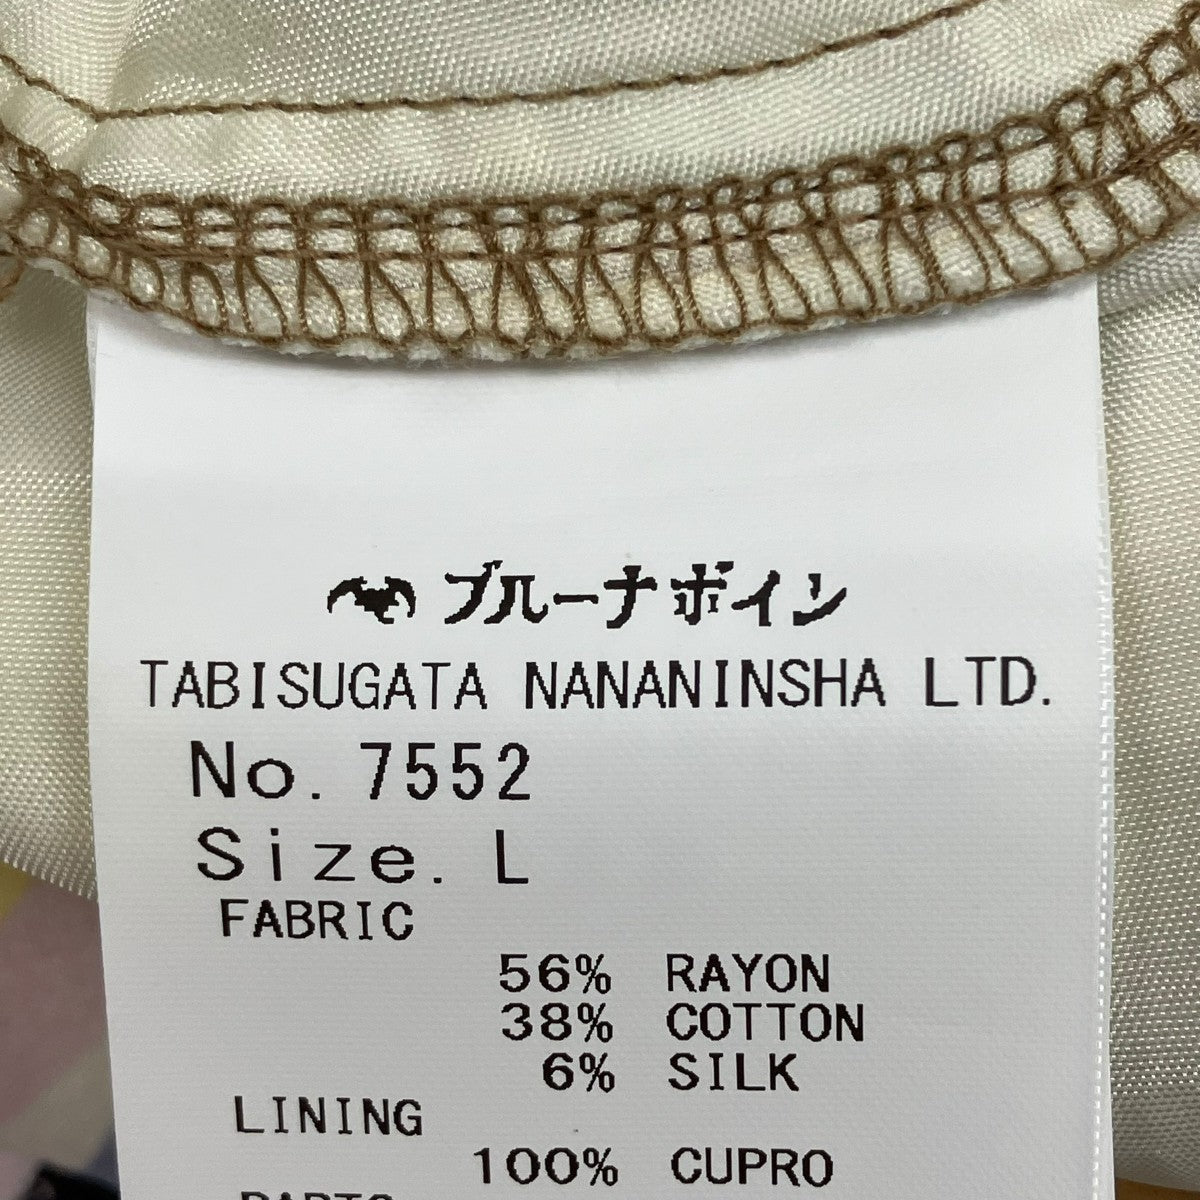 ブルーナボイン
TABISUGATA NANANINSHA LTD.
No. 7552
Size. L
FABRIC
56% RAYON
38% COTTON
6% SILK
LINING
100% CUPRO
PARTS